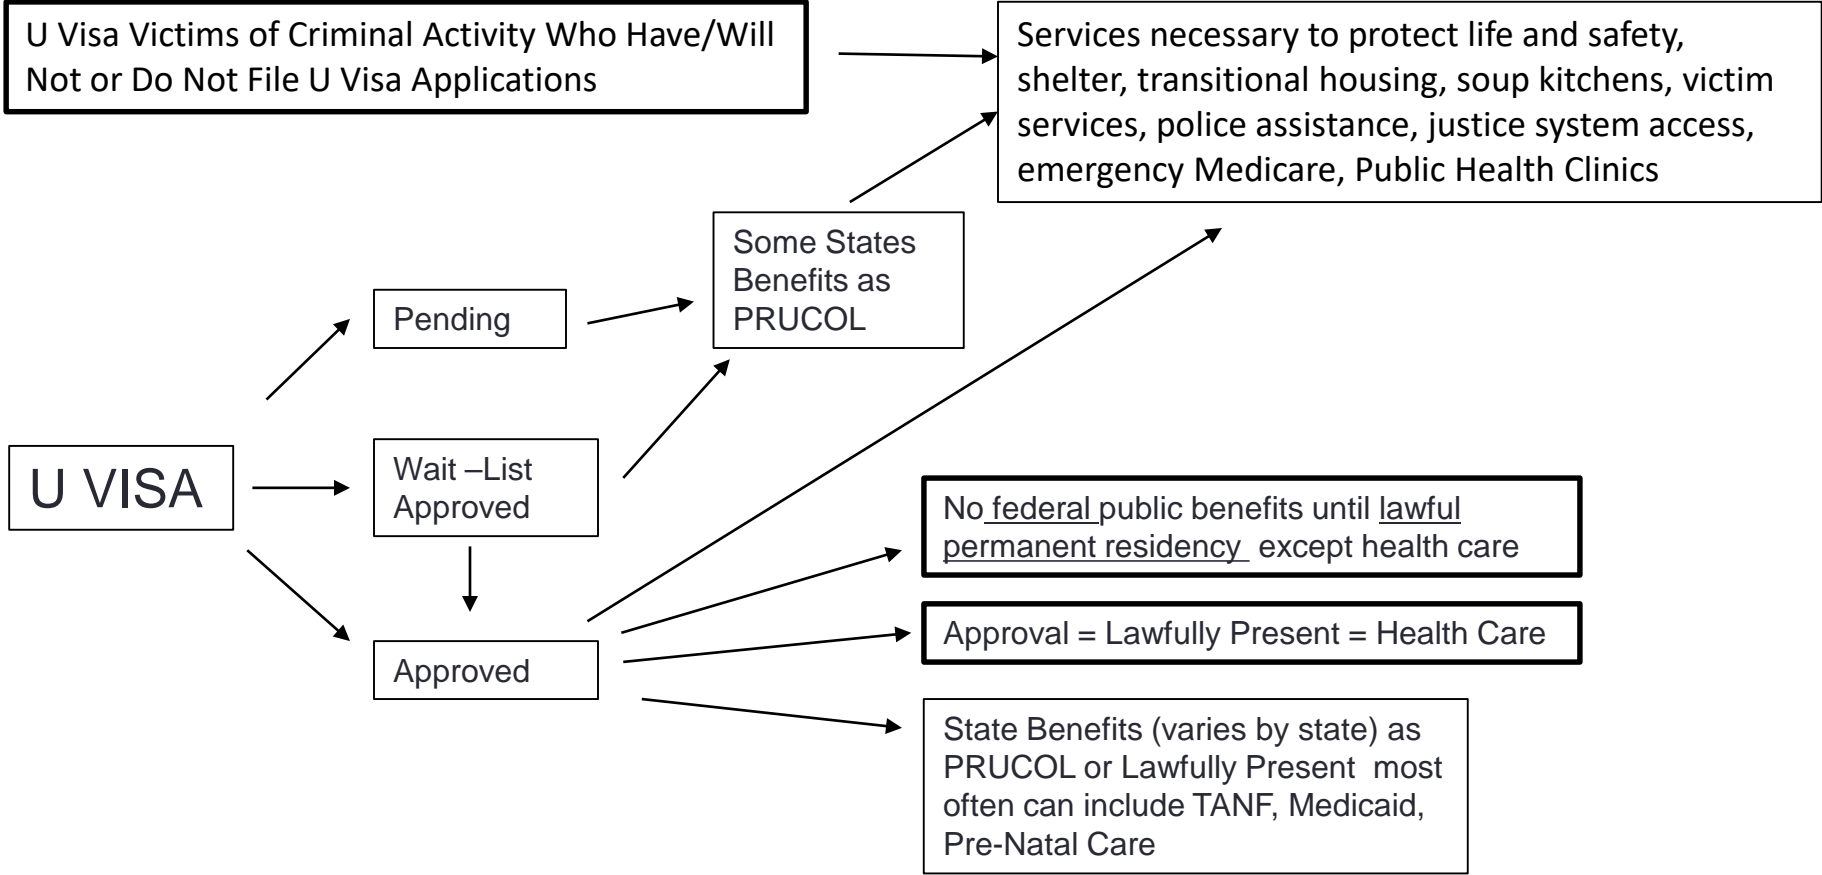 U Visa Victims of Criminal Activity Who Have/Will
Not or Do Not File U Visa Applications
Services necessary to protect life and safety,
shelter, transitional housing, soup kitchens, victim
services, police assistance, justice system access,
emergency Medicare, Public Health Clinics
Some States
Benefits as
PRUCOL
Pending
U VISA
Wait –List
Approved
No federal public benefits until lawful
permanent residency except health care
Approval = Lawfully Present = Health Care
Approved
State Benefits (varies by state) as
PRUCOL or Lawfully Present most
often can include TANF, Medicaid,
Pre-Natal Care